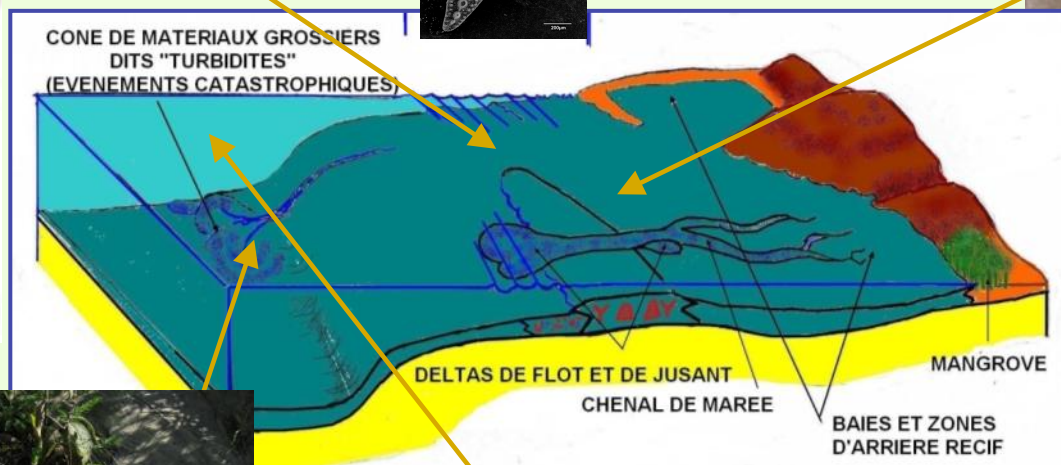 200µm
CONE DE MATERIAUX GROSSIERS
DITS "TURBIDITES"
(EVENEMENTS CATASTROPHIQUES)
DELTAS DE FLOT ET DE JUSANT
CHENAL DE MAREE
MANGROVE
BAIES ET ZONES
D'ARRIERE RECIF